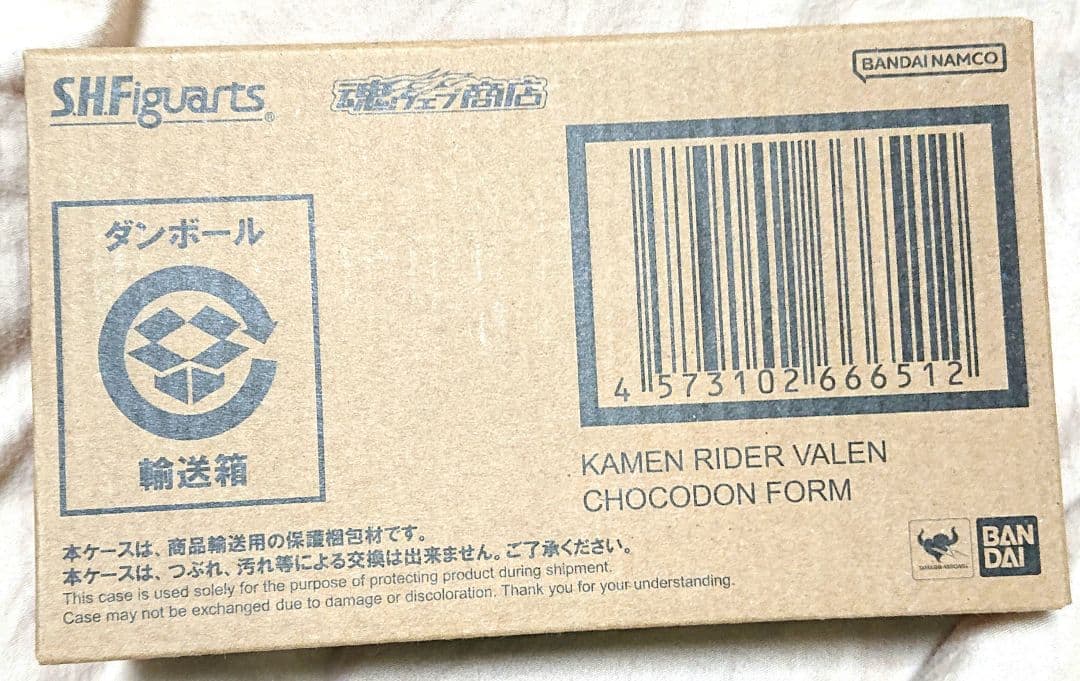 S.H.Figuarts®
魂ウェブ商店
BANDAI NAMCO
ダンボール
輸送箱
4 573102 666512
KAMEN RIDER VALEN
CHOCODON FORM
本ケースは、商品輸送用の保護梱包材です。
本ケースは、つぶれ、汚れ等による交換は出来ません。ご了承ください。
This case is used solely for the purpose of protecting product during shipment.
Case may not be exchanged due to damage or discoloration. Thank you for your understanding.
TAMASHII NATIONS
BAN
DAI